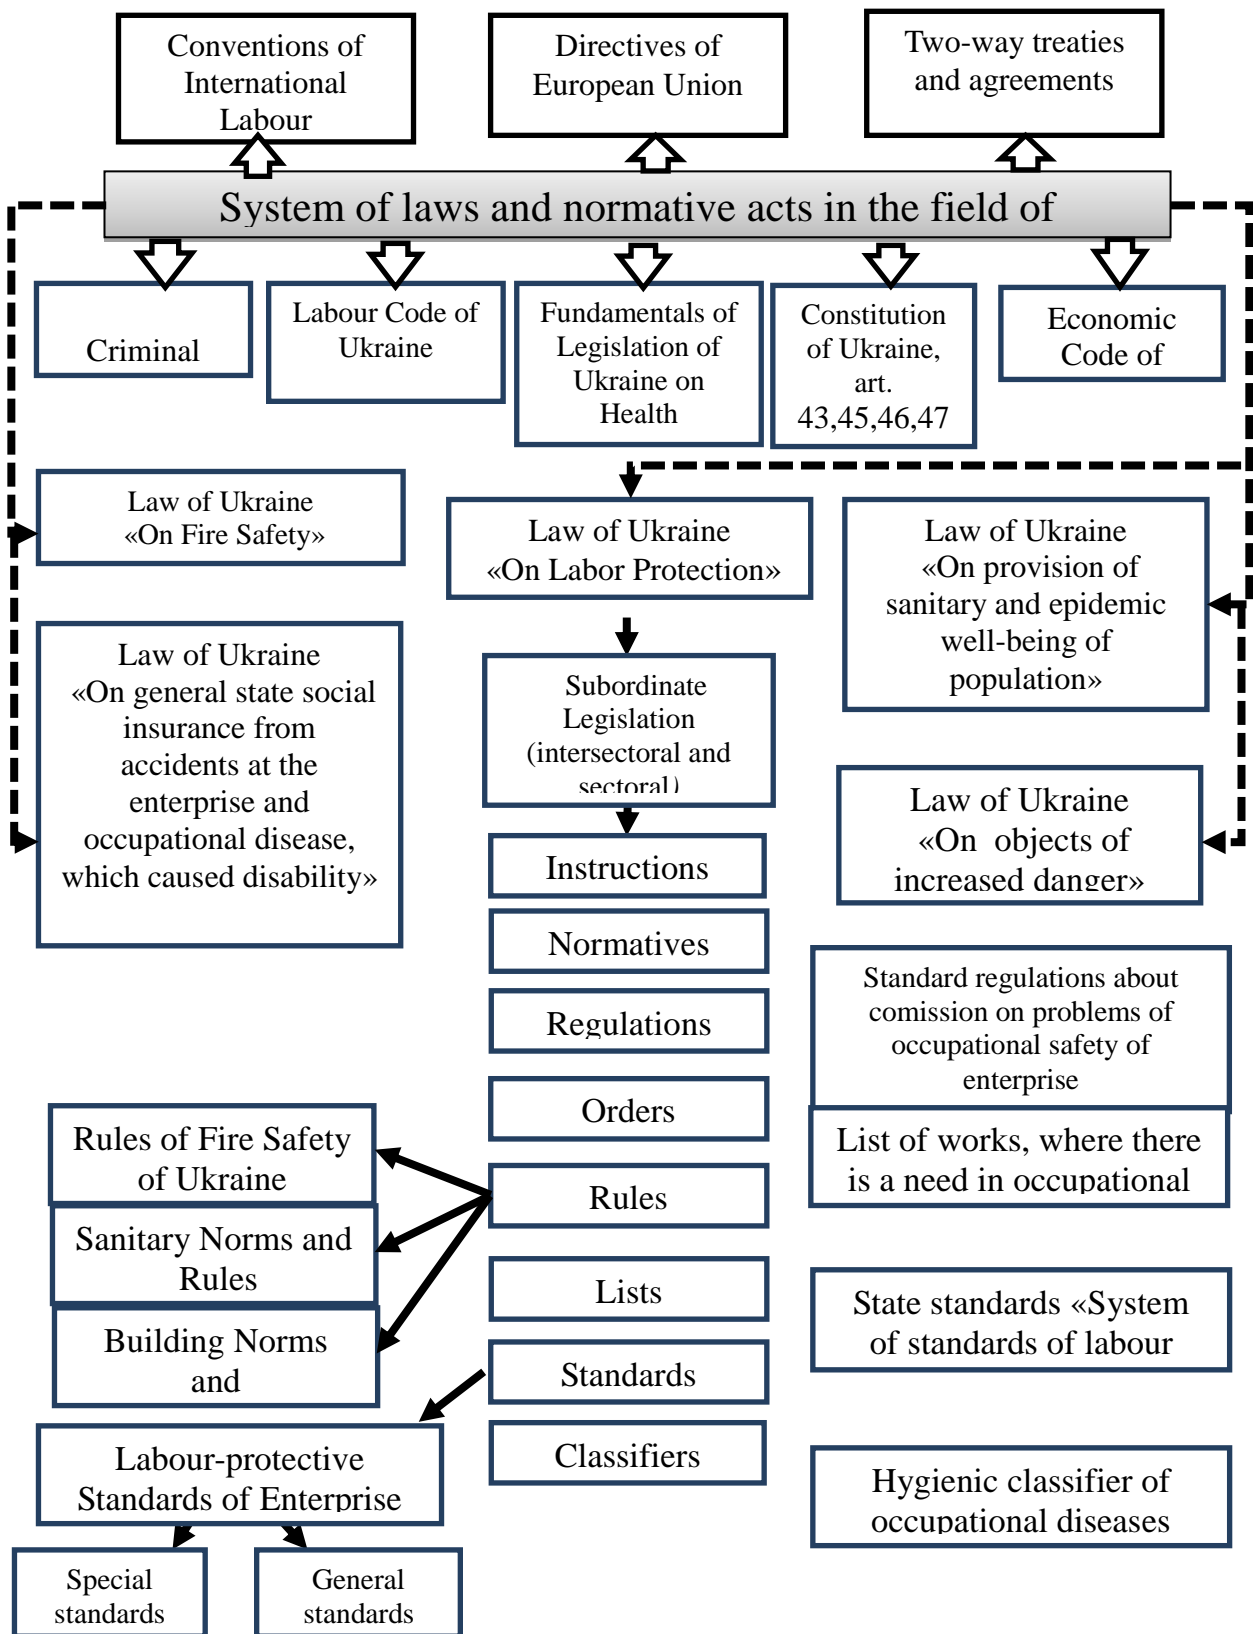 Conventions of
International
Labour
Directives of
European Union
Two-way treaties
and agreements
System of laws and normative acts in the field of
Criminal
Labour Code of
Ukraine
Fundamentals of
Legislation of
Ukraine on
Health
Constitution
of Ukraine,
art.
43,45,46,47
Economic
Code of
Law of Ukraine
«On Fire Safety»
Law of Ukraine
«On Labor Protection»
Law of Ukraine
«On provision of
sanitary and epidemic
well-being of
population»
Law of Ukraine
«On general state social
insurance from
accidents at the
enterprise and
occupational disease,
which caused disability»
Subordinate
Legislation
(intersectoral and
sectoral)
Law of Ukraine
«On objects of
increased danger»
Instructions
Normatives
Regulations
Orders
Rules
Lists
Standards
Classifiers
Standard regulations about
comission on problems of
occupational safety of
enterprise
List of works, where there
is a need in occupational
State standards «System
of standards of labour
Hygienic classifier of
occupational diseases
Rules of Fire Safety
of Ukraine
Sanitary Norms and
Rules
Building Norms
and
Labour-protective
Standards of Enterprise
Special
standards
General
standards